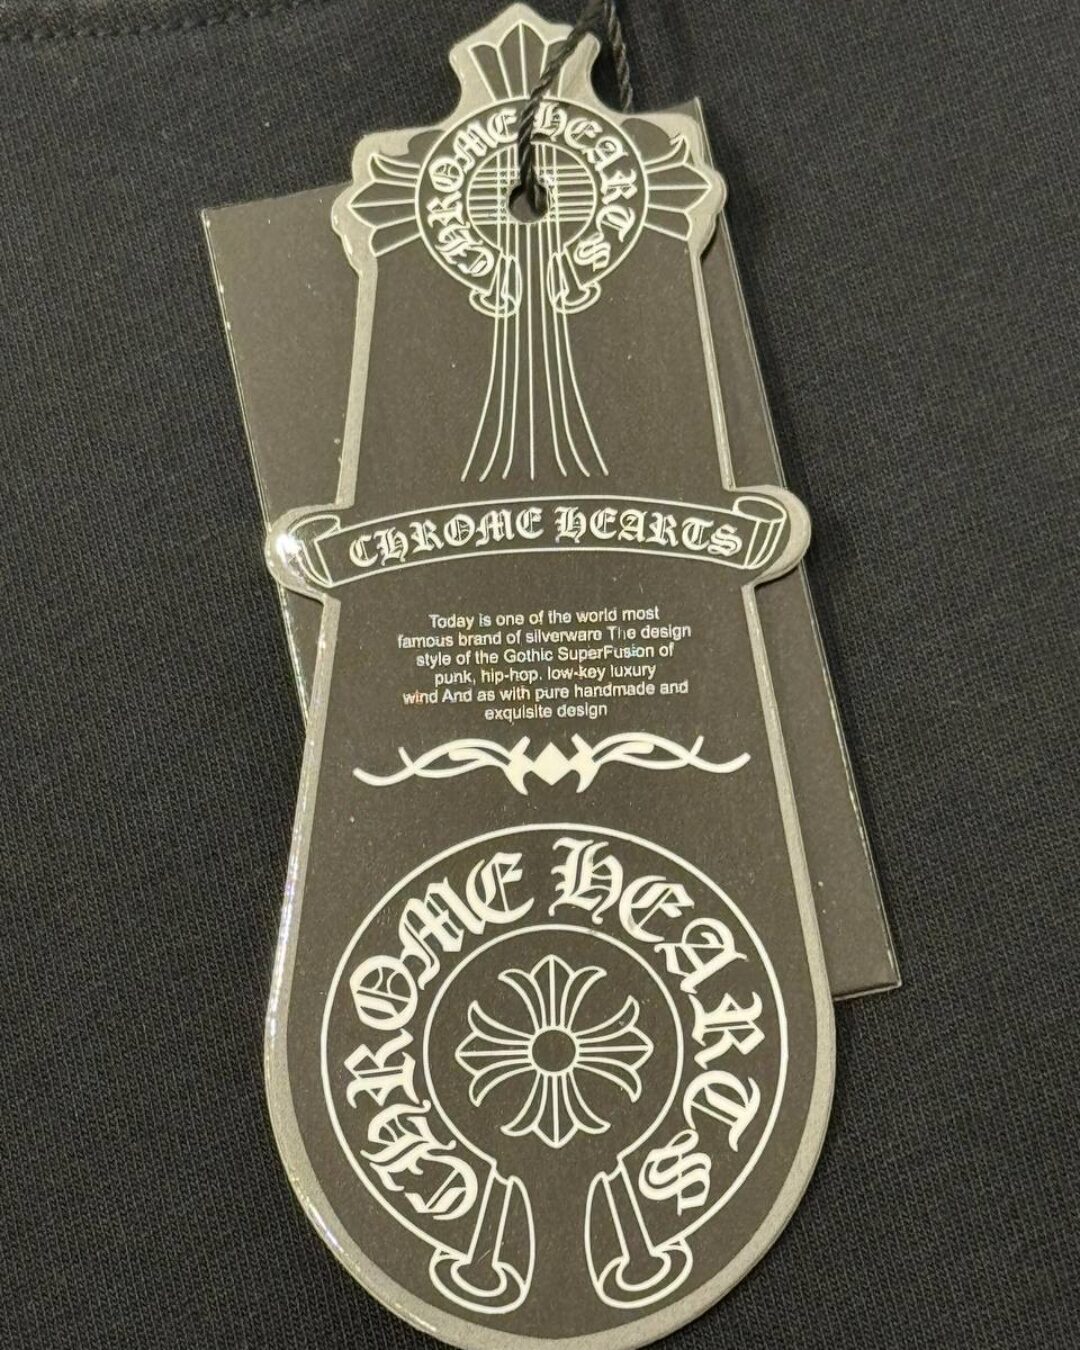 CHROME HEARTS
CHROME HEARTS
Today is one of the world most
famous brand of silverware The design
style of the Gothic SuperFusion of
punk, hip-hop. low-key luxury
wind And as with pure handmade and
exquisite design
CHROME HEARTS